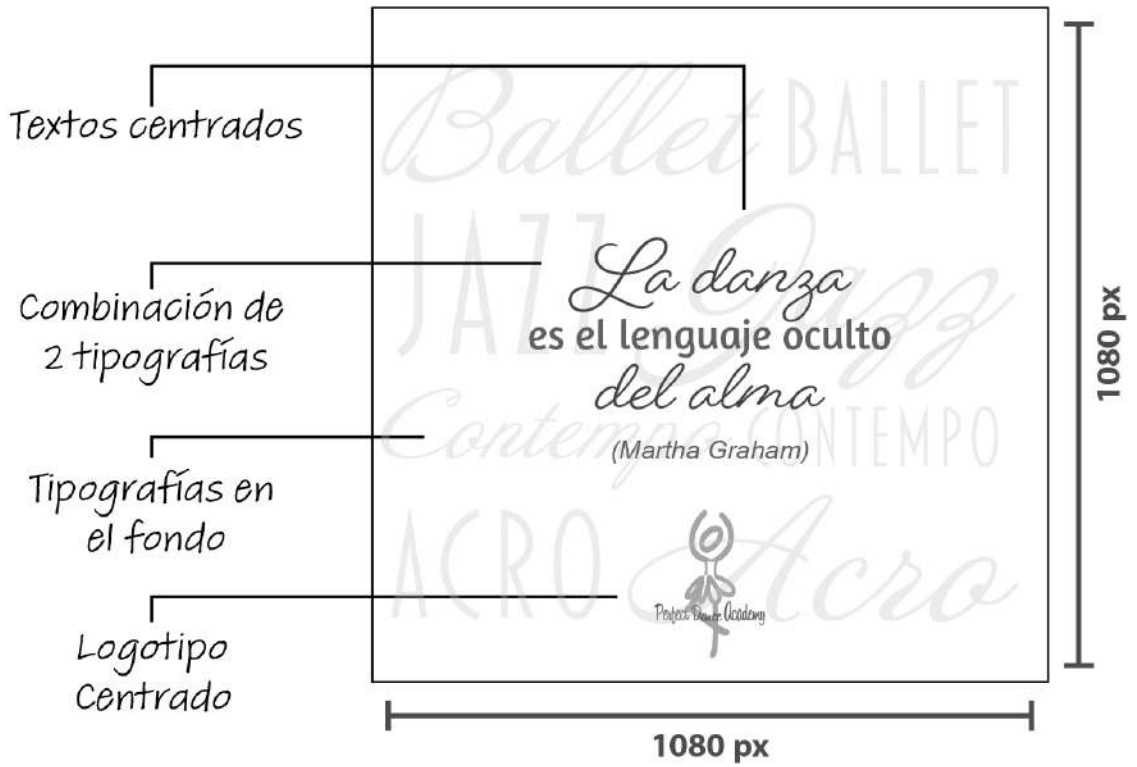 Textos centrados
Combinación de
2 tipografías
Tipografías en
el fondo
Logotipo
Centrado
Ballet BALLET
JAZZ Jazz
Contempo CONTEMPO
ACRO Acro
La danza
es el lenguaje oculto
del alma
(Martha Graham)
Perfect Dance Academy
1080 px
1080 px